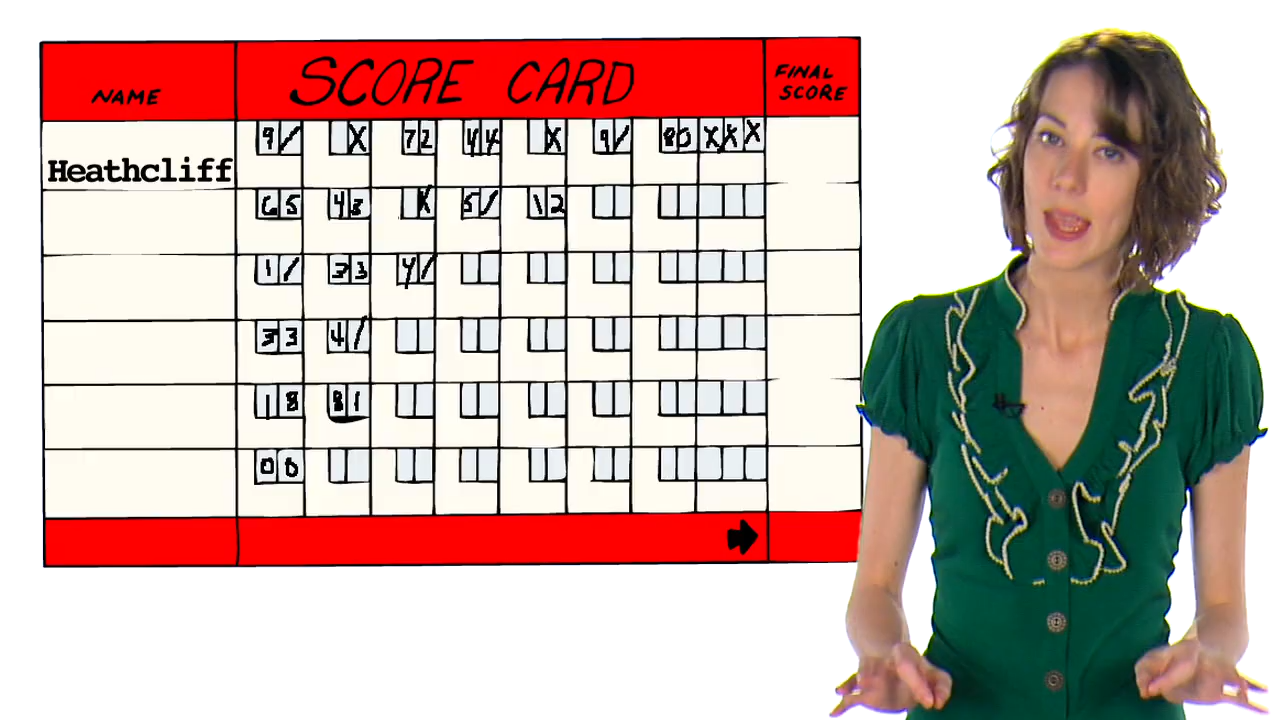 NAME SCORE CARD FINAL SCORE
Heathcliff 9 / X 7 2 4 4 X 9 / 8 0 X X X
6 5 4 3 X 5 / 1 2
1 / 3 3 4 /
3 3 4 /
1 8 8 1
0 0